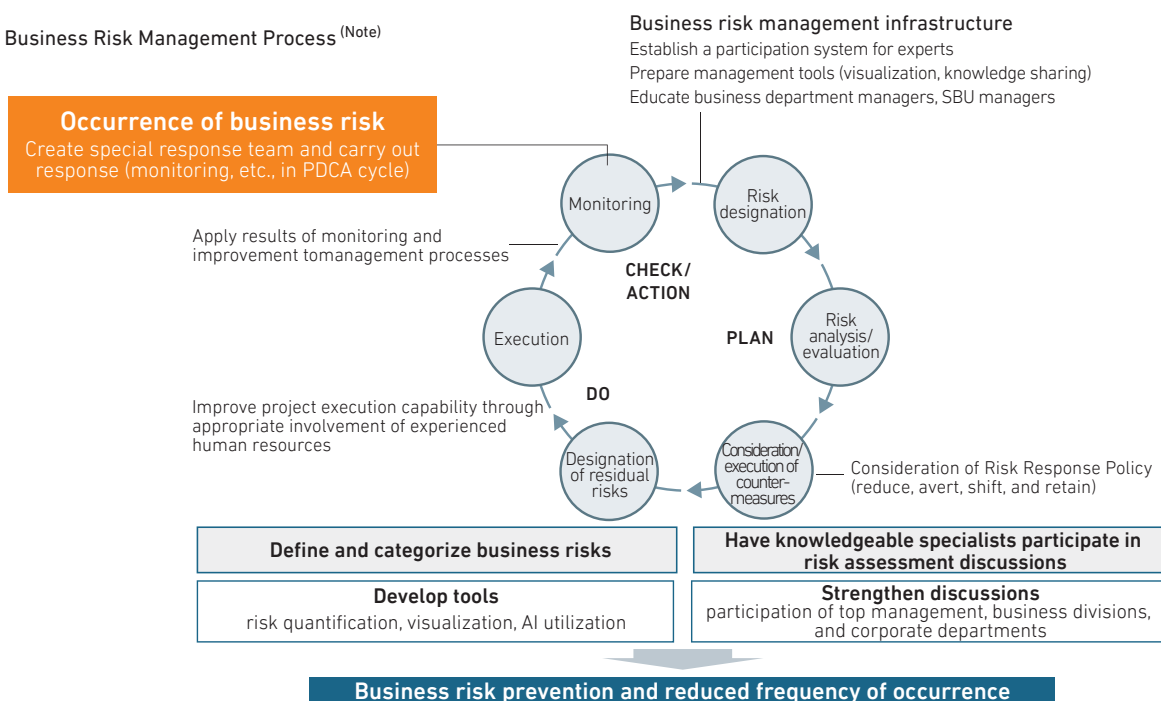 Business Risk Management Process (Note)
Business risk management infrastructure
Establish a participation system for experts
Prepare management tools (visualization, knowledge sharing)
Educate business department managers, SBU managers
Occurrence of business risk
Create special response team and carry out
response (monitoring, etc., in PDCA cycle)
Monitoring
Risk
designation
Apply results of monitoring and
improvement tomanagement processes
CHECK/
ACTION
Execution
PLAN
Risk
analysis/
evaluation
DO
Improve project execution capability through
appropriate involvement of experienced
human resources
Designation
of residual
risks
Consideration/
execution of
counter-
measures
Consideration of Risk Response Policy
(reduce, avert, shift, and retain)
Define and categorize business risks
Have knowledgeable specialists participate in
risk assessment discussions
Develop tools
risk quantification, visualization, AI utilization
Strengthen discussions
participation of top management, business divisions,
and corporate departments
Business risk prevention and reduced frequency of occurrence